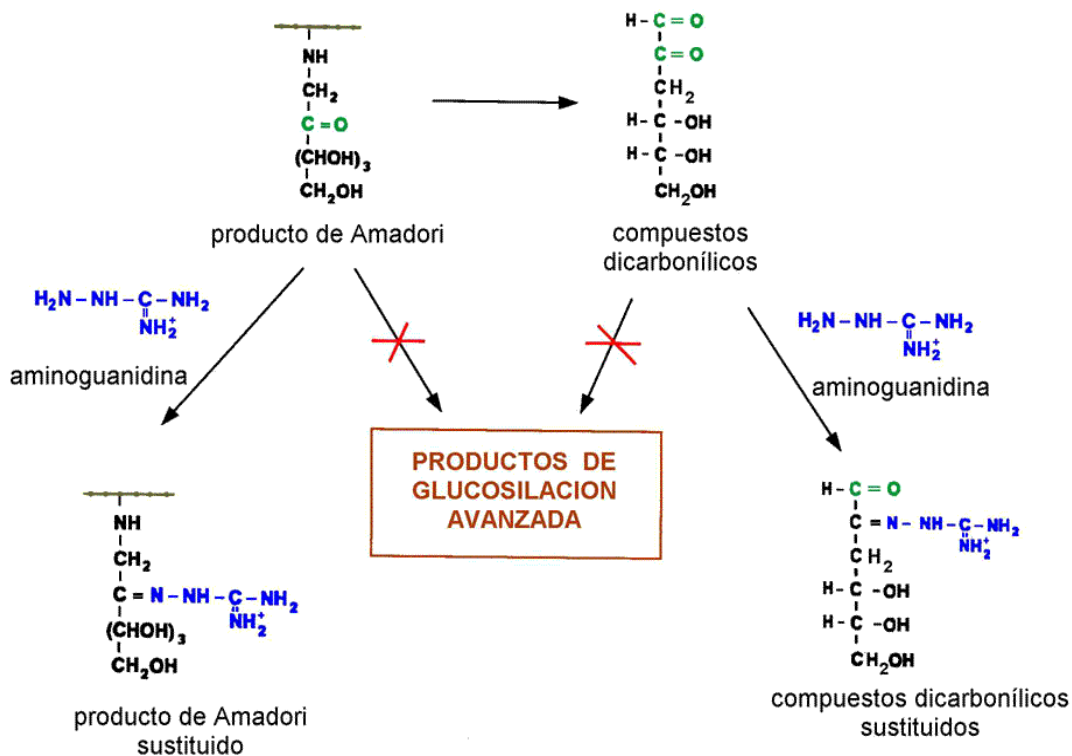 NH
CH2
C=O
(CHOH)3
CH2OH
producto de Amadori
H-C=O
C=O
CH2
H-C-OH
H-C-OH
CH2OH
compuestos
dicarbonílicos
H2N-NH-C-NH2
NH2+
aminoguanidina
H2N-NH-C-NH2
NH2+
aminoguanidina
PRODUCTOS DE
GLUCOSILACION
AVANZADA
NH
CH2
C=N-NH-C-NH2
NH2+
(CHOH)3
CH2OH
producto de Amadori
sustituido
H-C=O
C=N-NH-C-NH2
NH2+
CH2
H-C-OH
H-C-OH
CH2OH
compuestos dicarbonílicos
sustituidos